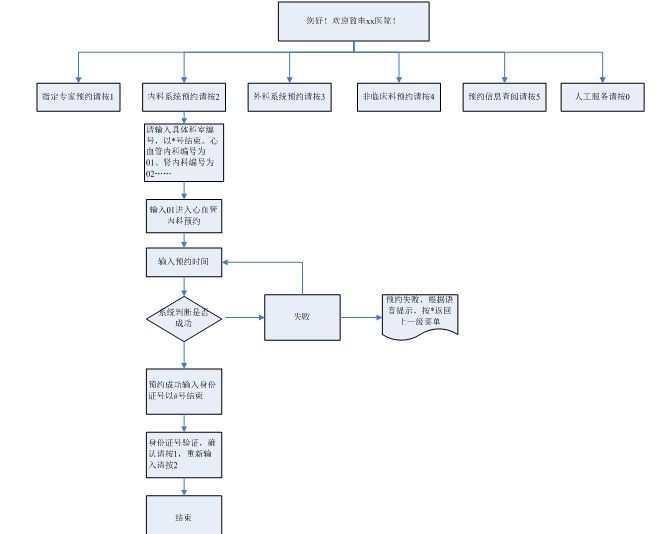 您好！欢迎致电xx医院！
指定专家预约请按1
内科系统预约请按2
外科系统预约请按3
非临床科预约请按4
预约信息查阅请按5
人工服务请按0
请输入具体科室编
号，以*号结束。心
血管内科编号为
01、肾内科编号为
02……
输入01进入心血管
内科预约
输入预约时间
系统判断是否
成功
失败
预约失败，根据语
音提示，按*返回
上一级菜单
预约成功输入身份
证号以#号结束
身份证号验证，确
认请按1，重新输
入请按2
结束